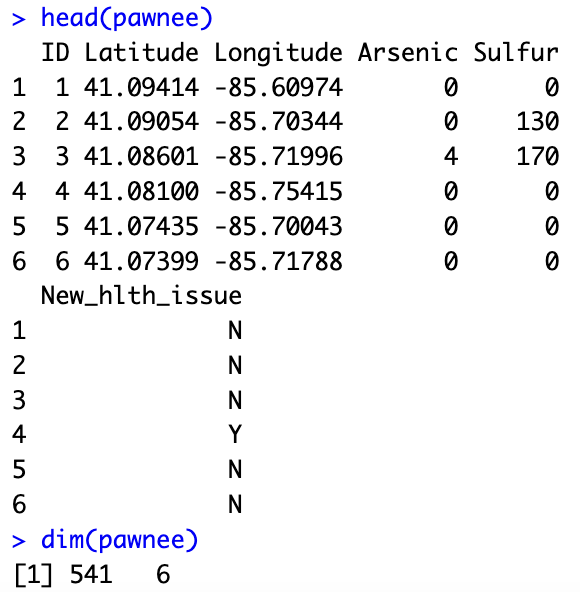 > head(pawnee)
  ID Latitude Longitude Arsenic Sulfur
1  1 41.09414 -85.60974       0      0
2  2 41.09054 -85.70344       0    130
3  3 41.08601 -85.71996       4    170
4  4 41.08100 -85.75415       0      0
5  5 41.07435 -85.70043       0      0
6  6 41.07399 -85.71788       0      0
  New_hlth_issue
1              N
2              N
3              N
4              Y
5              N
6              N
> dim(pawnee)
[1] 541   6